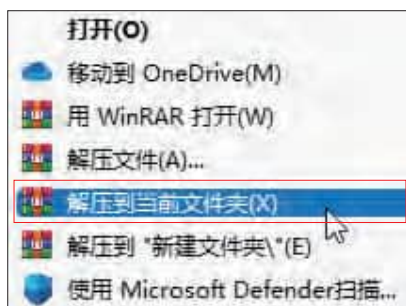 打开(O)
移动到 OneDrive(M)
用 WinRAR 打开(W)
解压文件(A)...
解压到当前文件夹(X)
解压到 "新建文件夹\"(E)
使用 Microsoft Defender扫描...